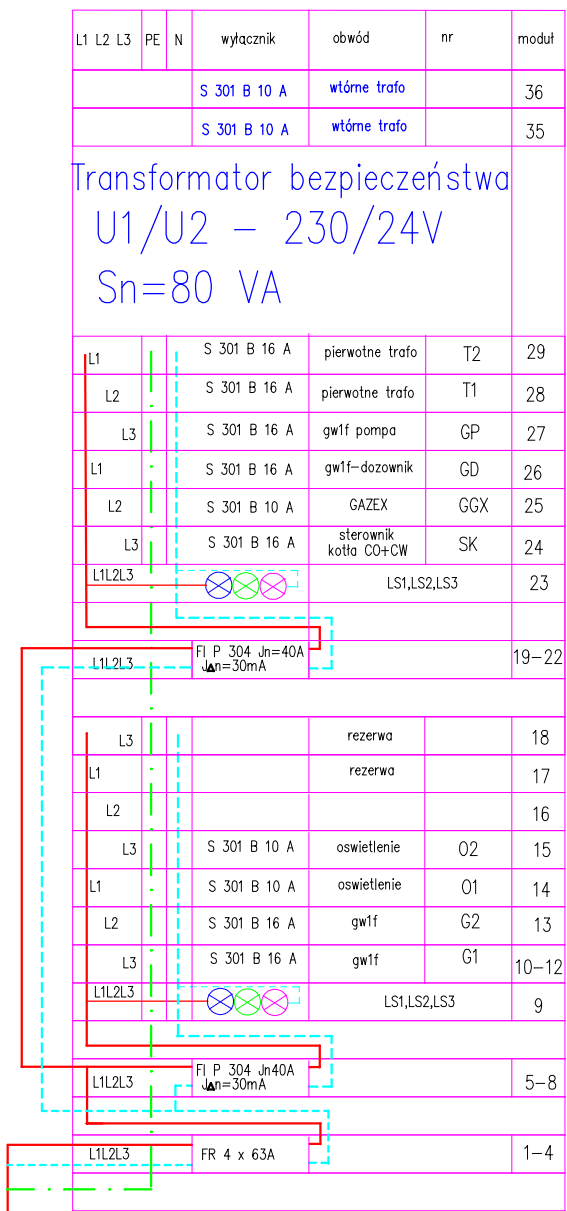 L1 L2 L3 PE N wyłącznik obwód nr moduł
S 301 B 10 A wtórne trafo 36
S 301 B 10 A wtórne trafo 35
Transformator bezpieczeństwa
U1/U2 - 230/24V
Sn=80 VA
L1 S 301 B 16 A pierwotne trafo T2 29
L2 S 301 B 16 A pierwotne trafo T1 28
L3 S 301 B 16 A gw1f pompa GP 27
L1 S 301 B 16 A gw1f-dozownik GD 26
L2 S 301 B 10 A GAZEX GGX 25
L3 S 301 B 16 A sterownik
kotła CO+CW SK 24
L1L2L3 LS1,LS2,LS3 23
L1L2L3 FI P 304 Jn=40A 19-22
JΔn=30mA
L3 rezerwa 18
L1 rezerwa 17
L2 16
L3 S 301 B 10 A oswietlenie O2 15
L1 S 301 B 10 A oswietlenie O1 14
L2 S 301 B 16 A gw1f G2 13
L3 S 301 B 16 A gw1f G1 10-12
L1L2L3 LS1,LS2,LS3 9
L1L2L3 FI P 304 Jn40A 5-8
JΔn=30mA
L1L2L3 FR 4 x 63A 1-4